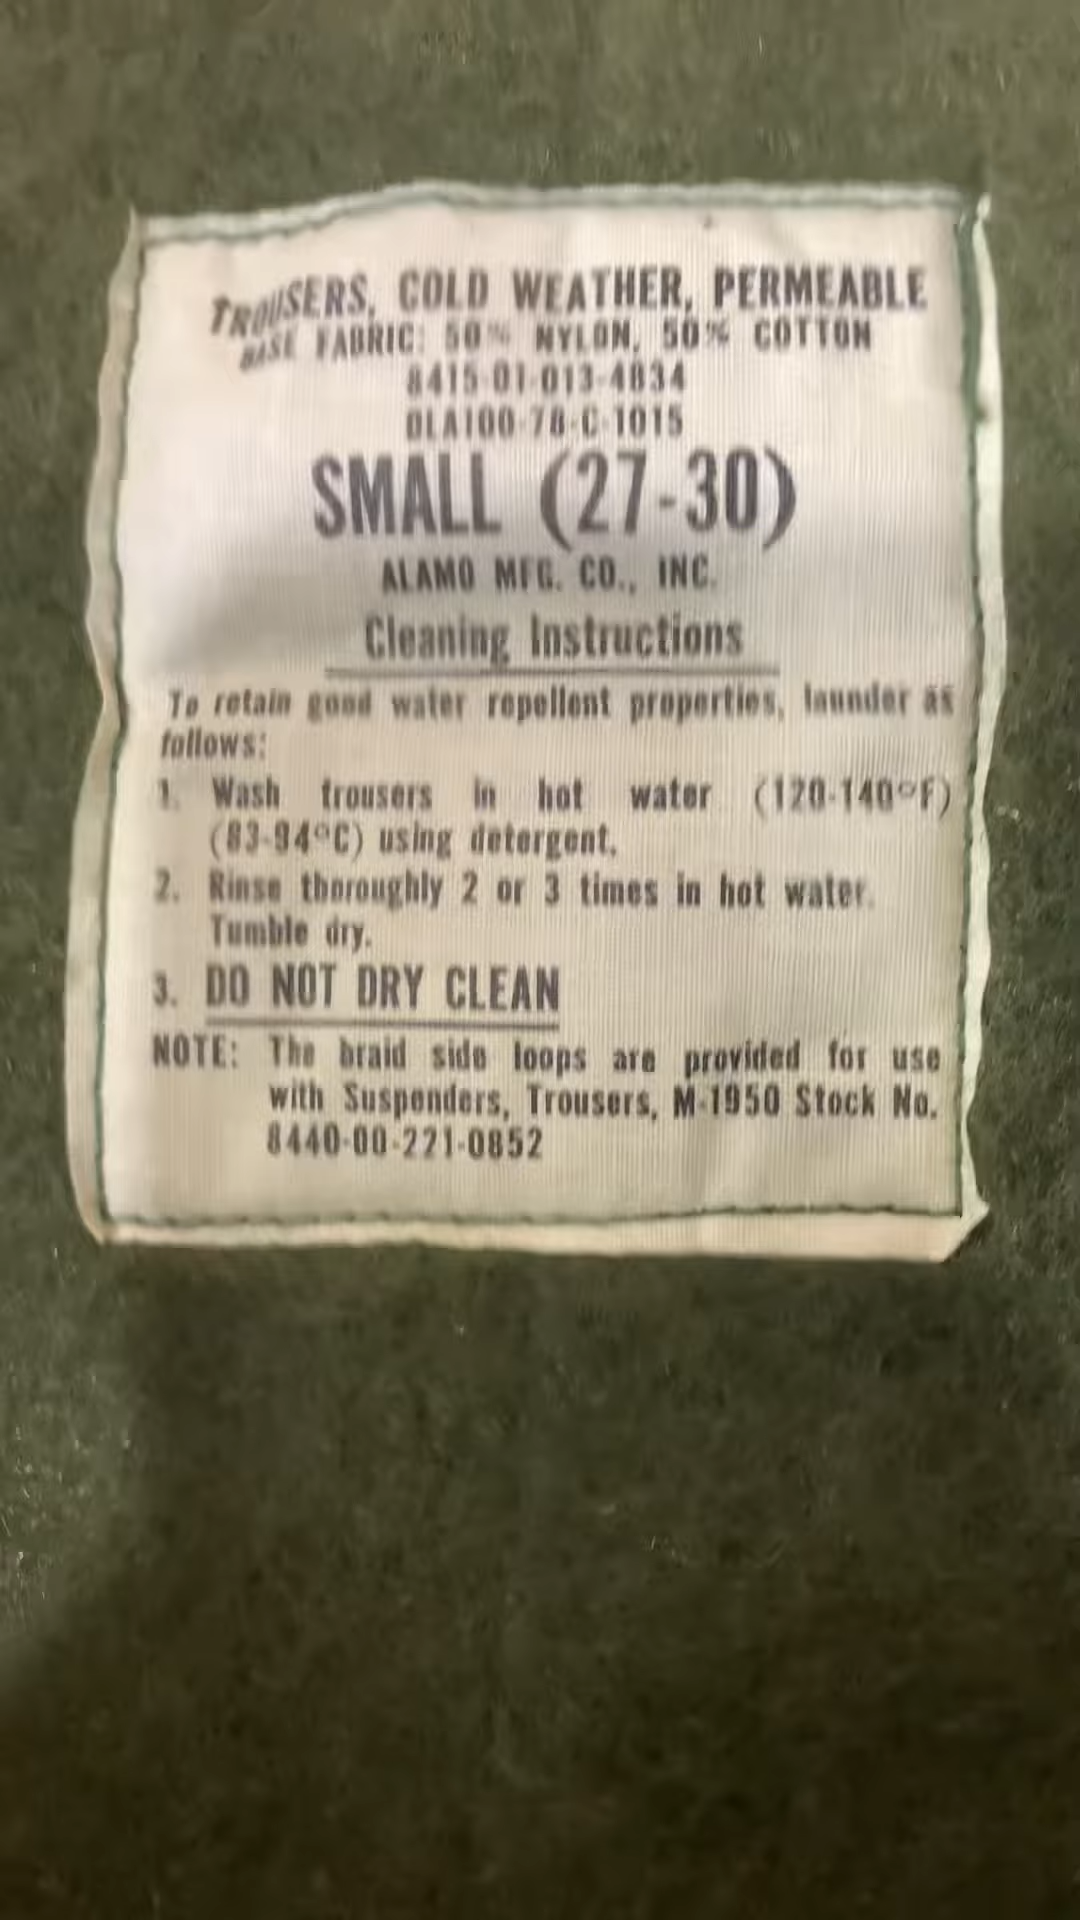 TROUSERS, COLD WEATHER, PERMEABLE
BASE FABRIC: 50% NYLON, 50% COTTON
8415-01-013-4834
DLA100-78-C-1015
SMALL (27-30)
ALAMO MFG. CO., INC.
Cleaning Instructions
To retain good water repellent properties, launder as
follows:
1. Wash trousers in hot water (120-140°F)
(83-94°C) using detergent.
2. Rinse thoroughly 2 or 3 times in hot water.
Tumble dry.
3. DO NOT DRY CLEAN
NOTE: The braid side loops are provided for use
with Suspenders, Trousers, M-1950 Stock No.
8440-00-221-0852